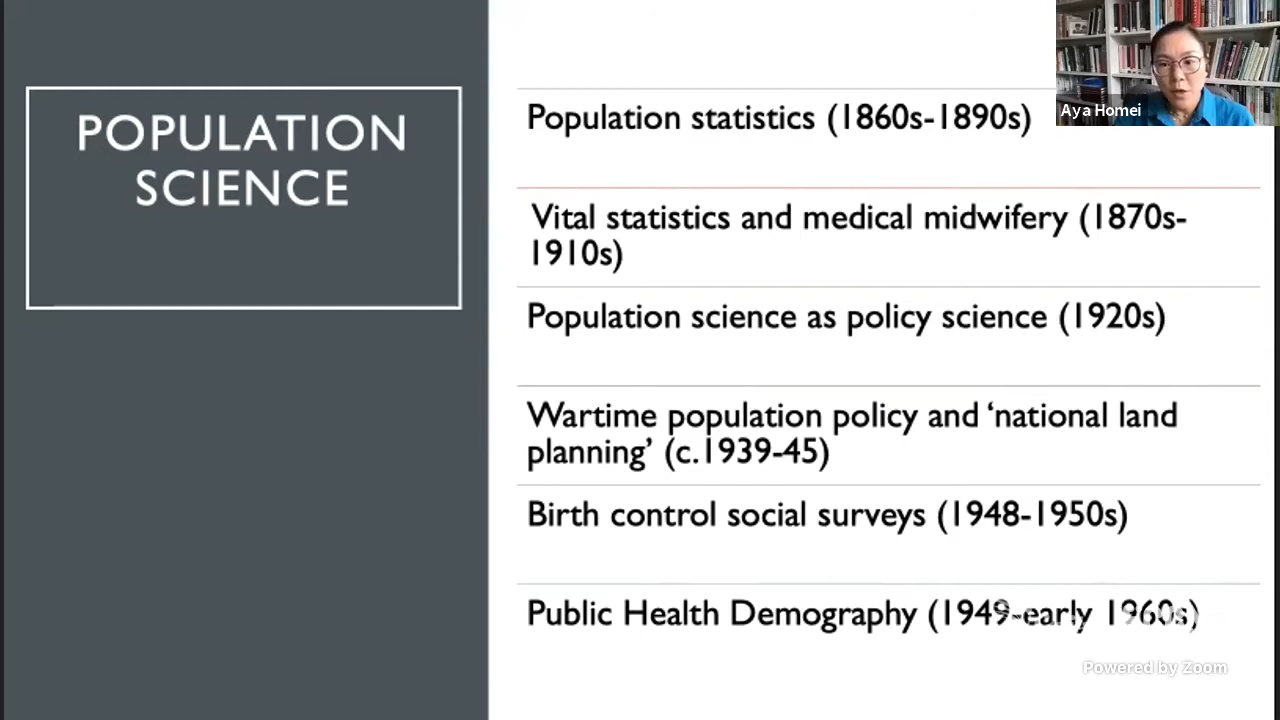 POPULATION
SCIENCE
Population statistics (1860s-1890s)
Vital statistics and medical midwifery (1870s-
1910s)
Population science as policy science (1920s)
Wartime population policy and ‘national land
planning’ (c.1939-45)
Birth control social surveys (1948-1950s)
Public Health Demography (1949-early 1960s)
Aya Homei
Powered by Zoom